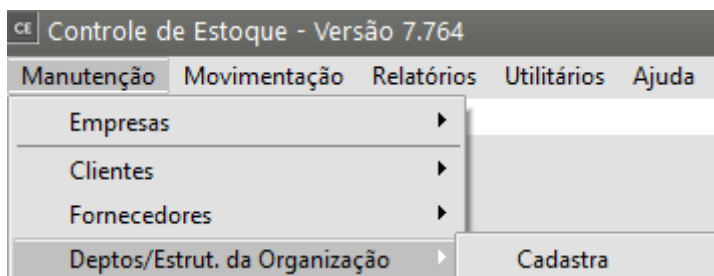 CE Controle de Estoque - Versão 7.764
Manutenção Movimentação Relatórios Utilitários Ajuda
Empresas
Clientes
Fornecedores
Deptos/Estrut. da Organização Cadastra